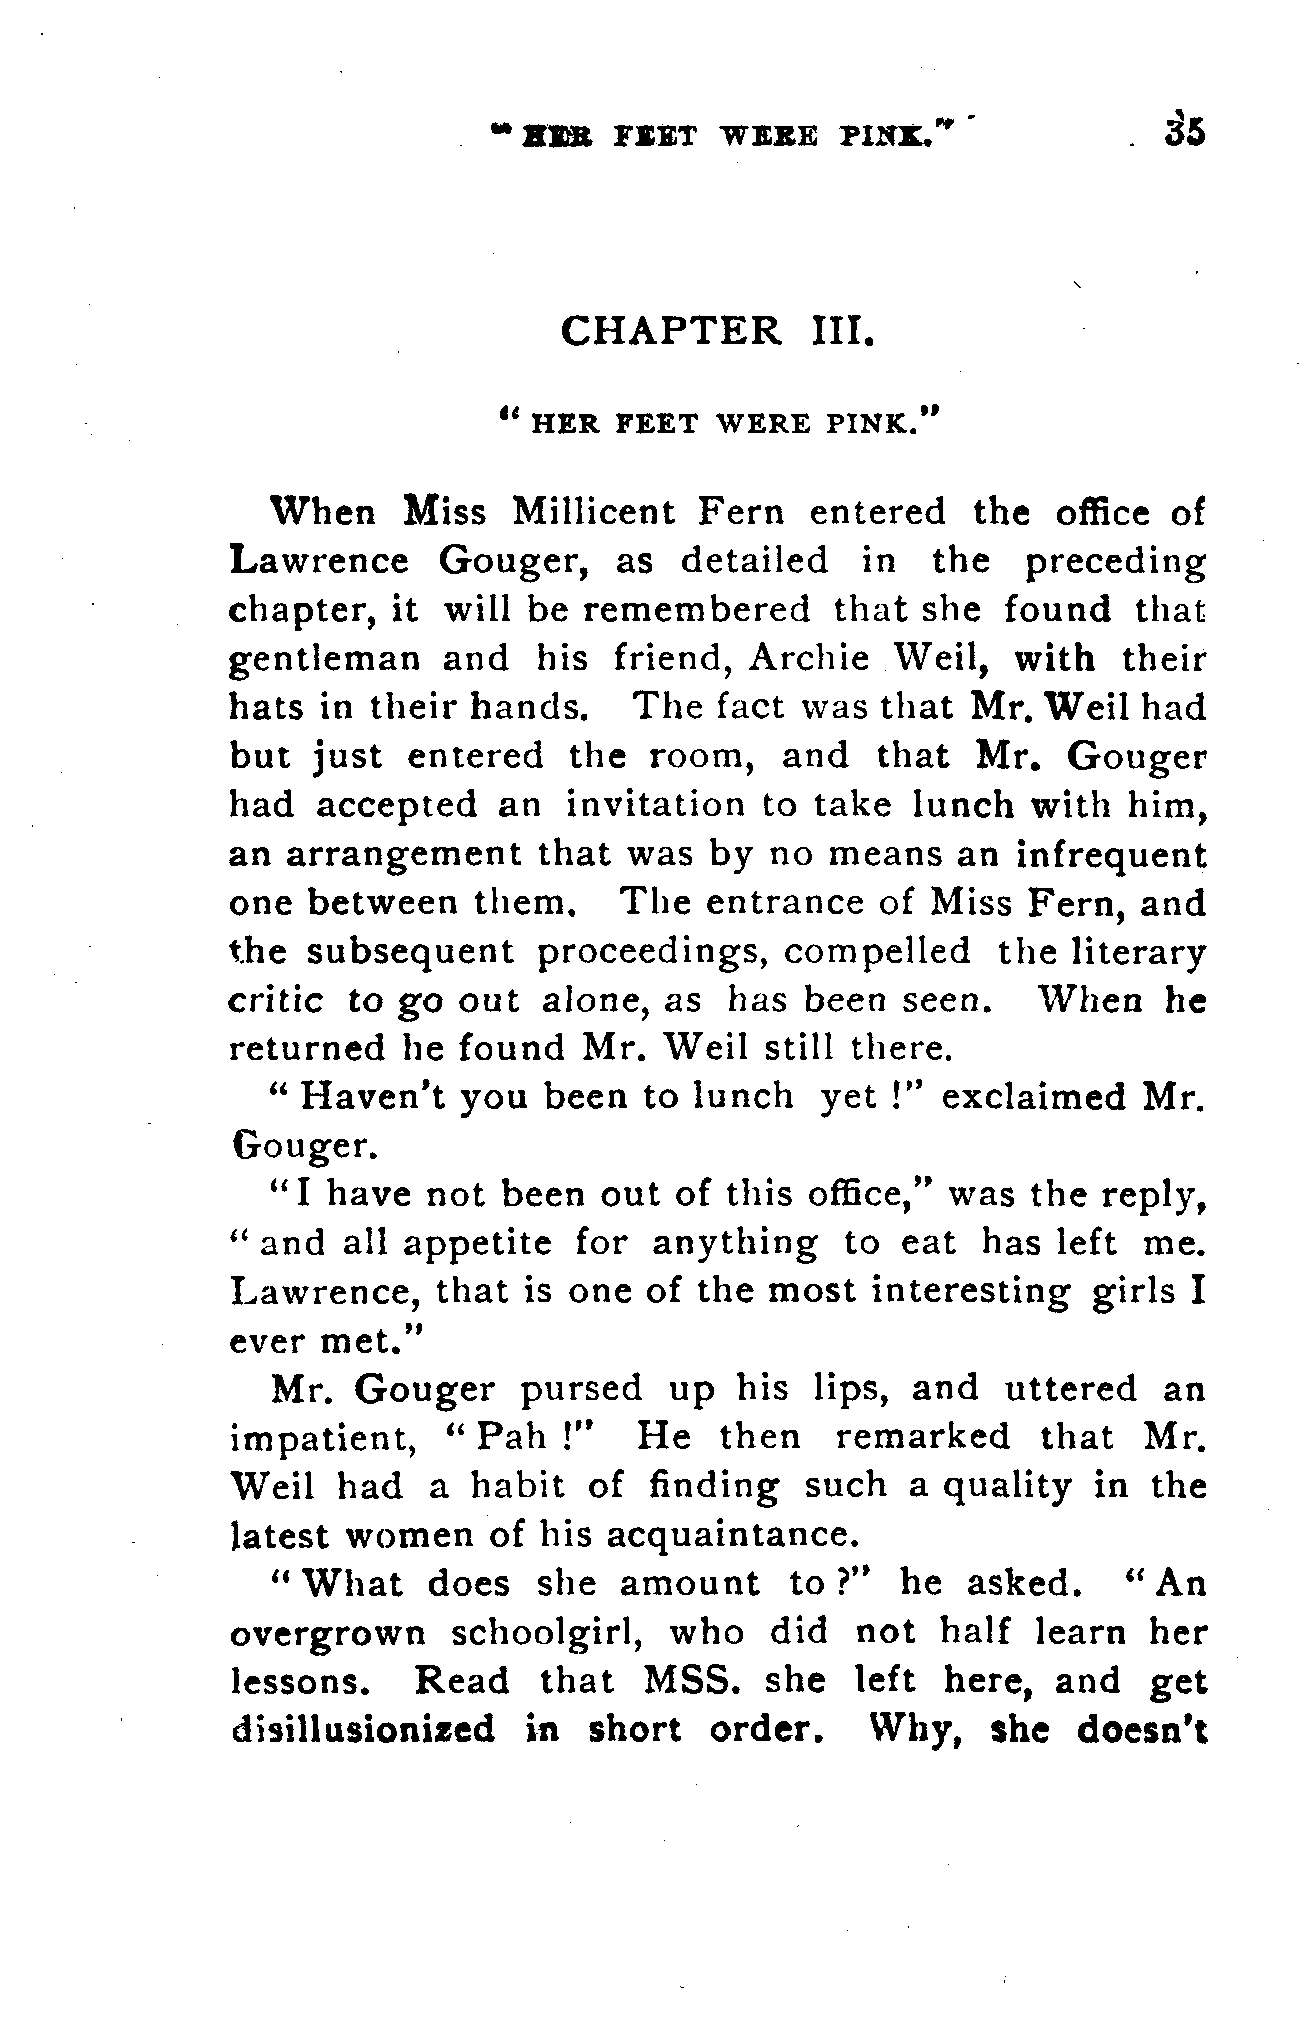 "HER FEET WERE PINK." 35
CHAPTER III.
"HER FEET WERE PINK."
When Miss Millicent Fern entered the office of
Lawrence Gouger, as detailed in the preceding
chapter, it will be remembered that she found that
gentleman and his friend, Archie Weil, with their
hats in their hands. The fact was that Mr. Weil had
but just entered the room, and that Mr. Gouger
had accepted an invitation to take lunch with him,
an arrangement that was by no means an infrequent
one between them. The entrance of Miss Fern, and
the subsequent proceedings, compelled the literary
critic to go out alone, as has been seen. When he
returned he found Mr. Weil still there.
"Haven't you been to lunch yet !" exclaimed Mr.
Gouger.
"I have not been out of this office," was the reply,
"and all appetite for anything to eat has left me.
Lawrence, that is one of the most interesting girls I
ever met."
Mr. Gouger pursed up his lips, and uttered an
impatient, "Pah !" He then remarked that Mr.
Weil had a habit of finding such a quality in the
latest women of his acquaintance.
"What does she amount to ?" he asked. "An
overgrown schoolgirl, who did not half learn her
lessons. Read that MSS. she left here, and get
disillusionized in short order. Why, she doesn't